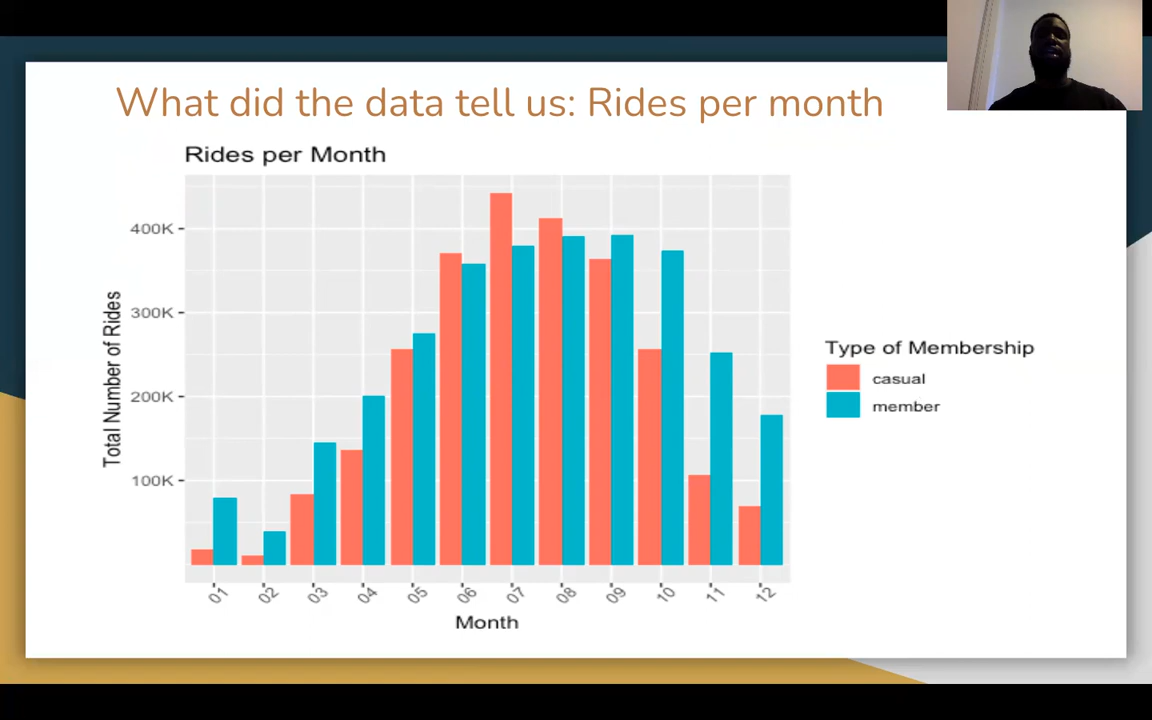 What did the data tell us: Rides per month
Rides per Month
Total Number of Rides
400K
300K
200K
100K
01 02 03 04 05 06 07 08 09 10 11 12
Month
Type of Membership
casual
member